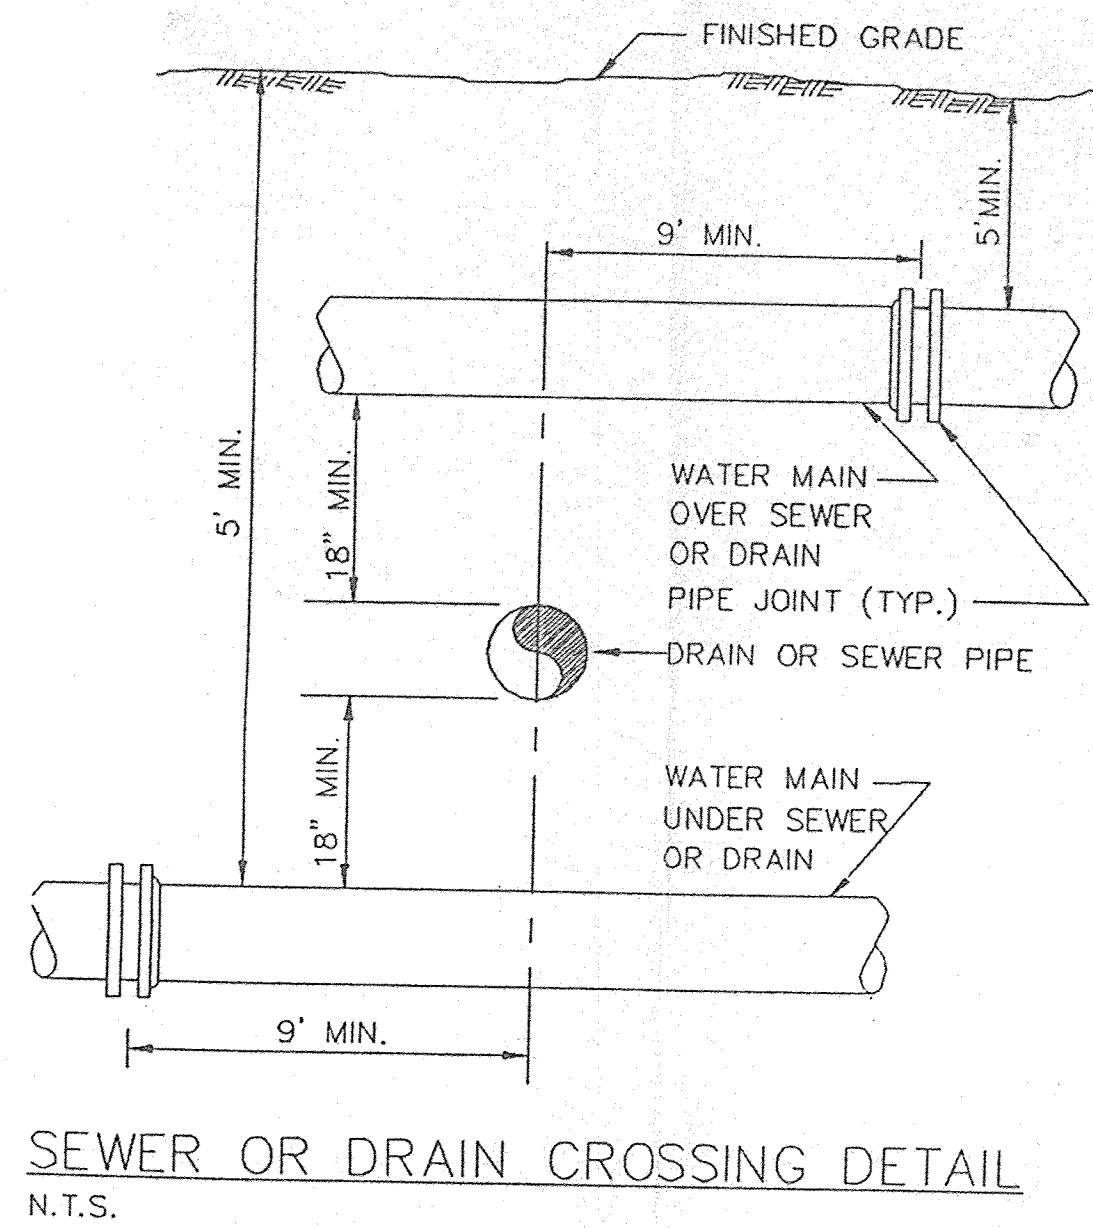 FINISHED GRADE
5' MIN.
9' MIN.
5' MIN.
18" MIN.
WATER MAIN
OVER SEWER
OR DRAIN
PIPE JOINT (TYP.)
DRAIN OR SEWER PIPE
18" MIN.
WATER MAIN
UNDER SEWER
OR DRAIN
9' MIN.
SEWER OR DRAIN CROSSING DETAIL
N.T.S.